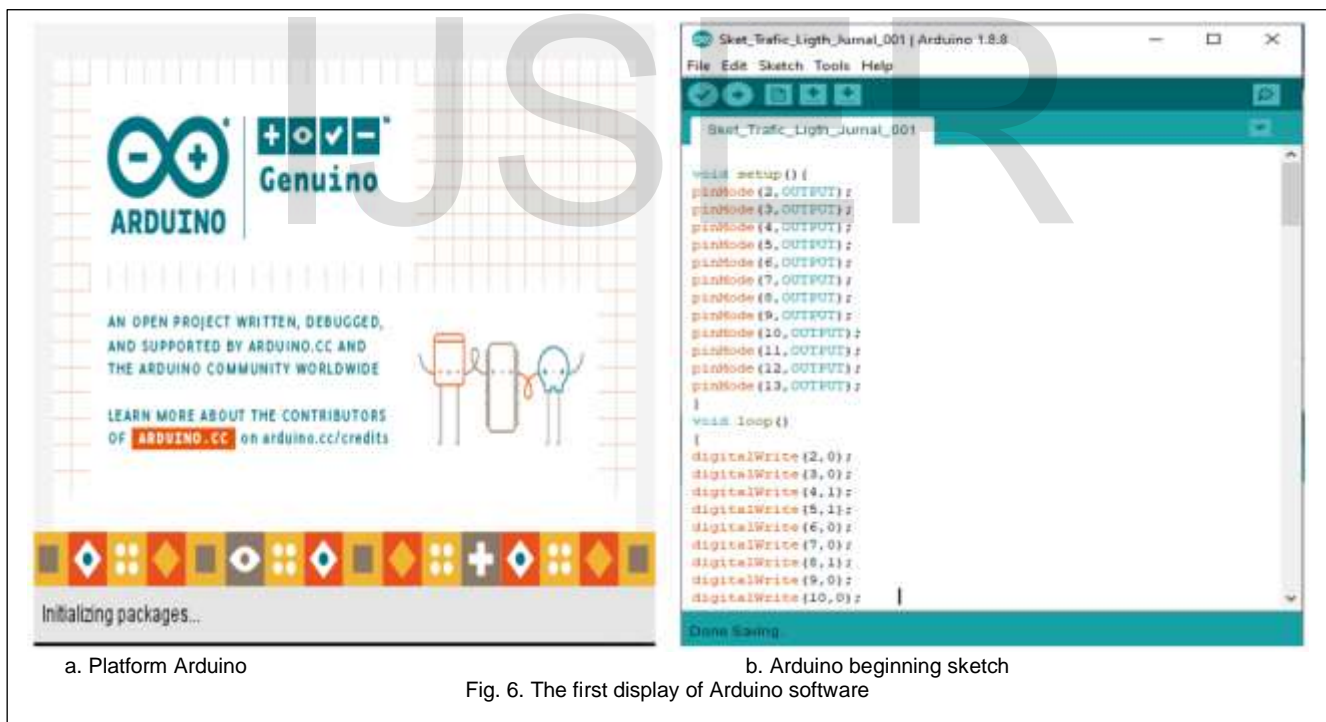 IJSER
ARDUINO
Genuino
AN OPEN PROJECT WRITTEN, DEBUGGED,
AND SUPPORTED BY ARDUINO.CC AND
THE ARDUINO COMMUNITY WORLDWIDE
LEARN MORE ABOUT THE CONTRIBUTORS
OF ARDUINO.CC on arduino.cc/credits
Initializing packages...
Sket_Trafic_Ligth_Jurnal_001 | Arduino 1.8.8
File Edit Sketch Tools Help
Sket_Trafic_Ligth_Jurnal_001
void setup(){
pinMode(2,OUTPUT);
pinMode(3,OUTPUT);
pinMode(4,OUTPUT);
pinMode(5,OUTPUT);
pinMode(6,OUTPUT);
pinMode(7,OUTPUT);
pinMode(8,OUTPUT);
pinMode(9,OUTPUT);
pinMode(10,OUTPUT);
pinMode(11,OUTPUT);
pinMode(12,OUTPUT);
pinMode(13,OUTPUT);
}
void loop()
{
digitalWrite(2,0);
digitalWrite(3,0);
digitalWrite(4,1);
digitalWrite(5,1);
digitalWrite(6,0);
digitalWrite(7,0);
digitalWrite(8,1);
digitalWrite(9,0);
digitalWrite(10,0);
Done Saving.
a. Platform Arduino
b. Arduino beginning sketch
Fig. 6. The first display of Arduino software